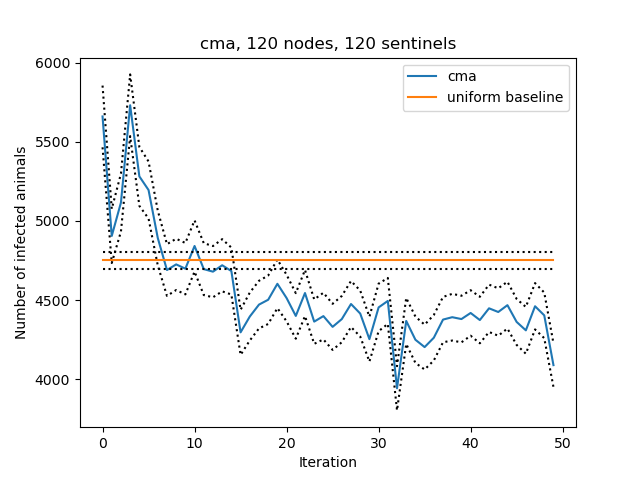 cma, 120 nodes, 120 sentinels
6000
5500
5000
4500
4000
Number of infected animals
cma
uniform baseline
0
10
20
30
40
50
Iteration